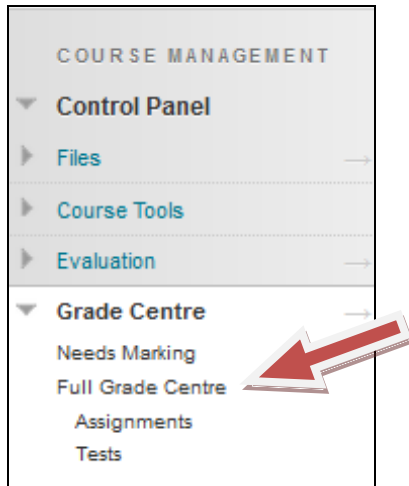 COURSE MANAGEMENT
Control Panel
Files
Course Tools
Evaluation
Grade Centre
Needs Marking
Full Grade Centre
Assignments
Tests